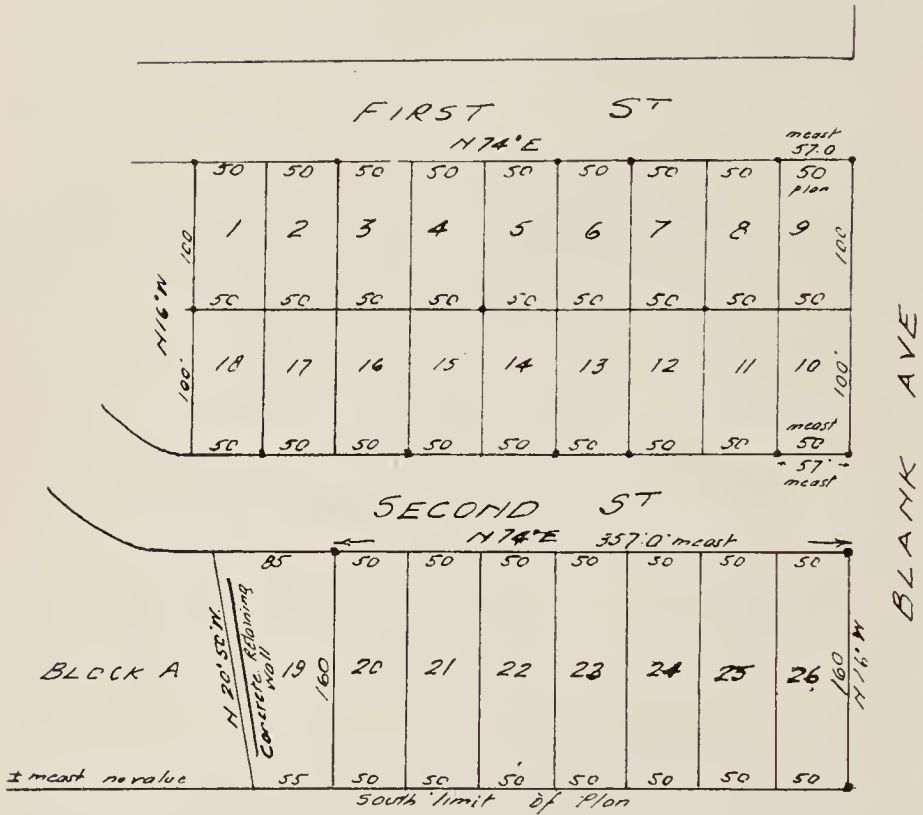 FIRST ST
N 74° E
meast
57.0
50 50 50 50 50 50 50 50 50
plan
1 2 3 4 5 6 7 8 9
100 100
N 16° W
50 50 50 50 50 50 50 50 50
18 17 16 15 14 13 12 11 10
100' 100'
meast
50 50 50 50 50 50 50 50 50
57'
meast
BLANK AVE
SECOND ST
N 74° E 357.0' meast
85 50 50 50 50 50 50 50
BLOCK A
N 20° 50' W.
Concrete Retaining
Wall
19 160 20 21 22 23 24 25 26 160
N 16° W
± meast no value
55 50 50 50 50 50 50 50
South limit of Plan